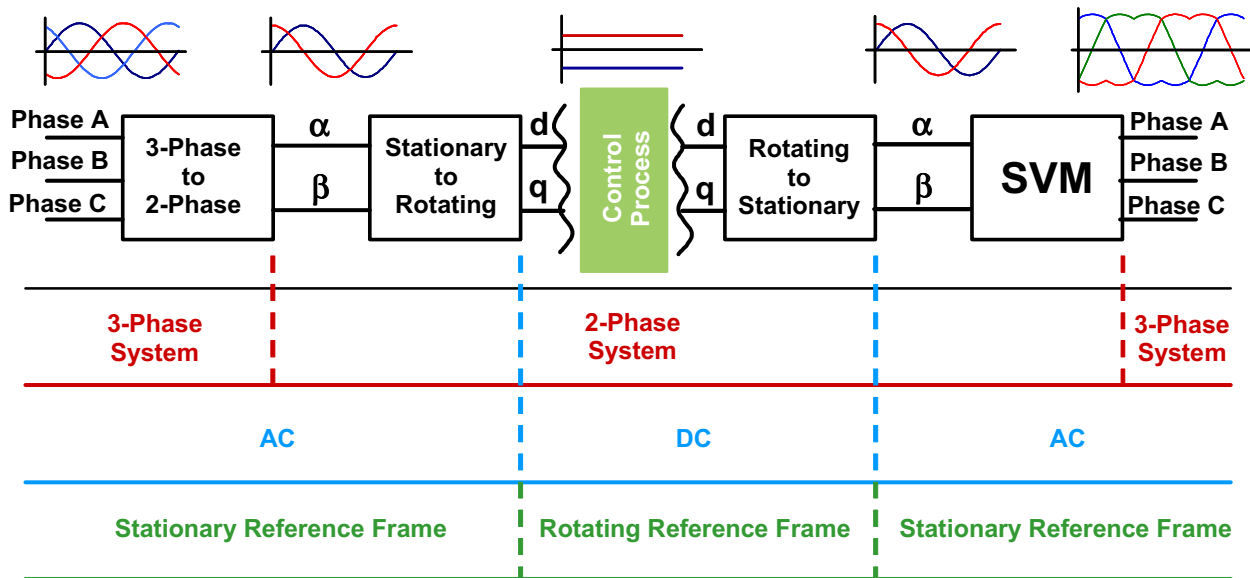 Phase A
Phase B
Phase C
3-Phase
to
2-Phase
α
β
Stationary
to
Rotating
d
q
Control
Process
d
q
Rotating
to
Stationary
α
β
SVM
Phase A
Phase B
Phase C
3-Phase
System
2-Phase
System
3-Phase
System
AC
DC
AC
Stationary Reference Frame
Rotating Reference Frame
Stationary Reference Frame